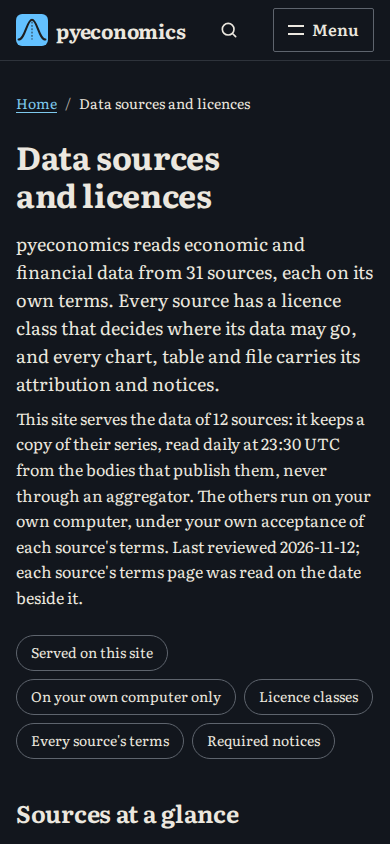 pyeconomics
Menu
Home / Data sources and licences
Data sources
and licences
pyeconomics reads economic and
financial data from 31 sources, each on its
own terms. Every source has a licence
class that decides where its data may go,
and every chart, table and file carries its
attribution and notices.
This site serves the data of 12 sources: it keeps a
copy of their series, read daily at 23:30 UTC
from the bodies that publish them, never
through an aggregator. The others run on your
own computer, under your own acceptance of
each source's terms. Last reviewed 2026-11-12;
each source's terms page was read on the date
beside it.
Served on this site
On your own computer only
Licence classes
Every source's terms
Required notices
Sources at a glance